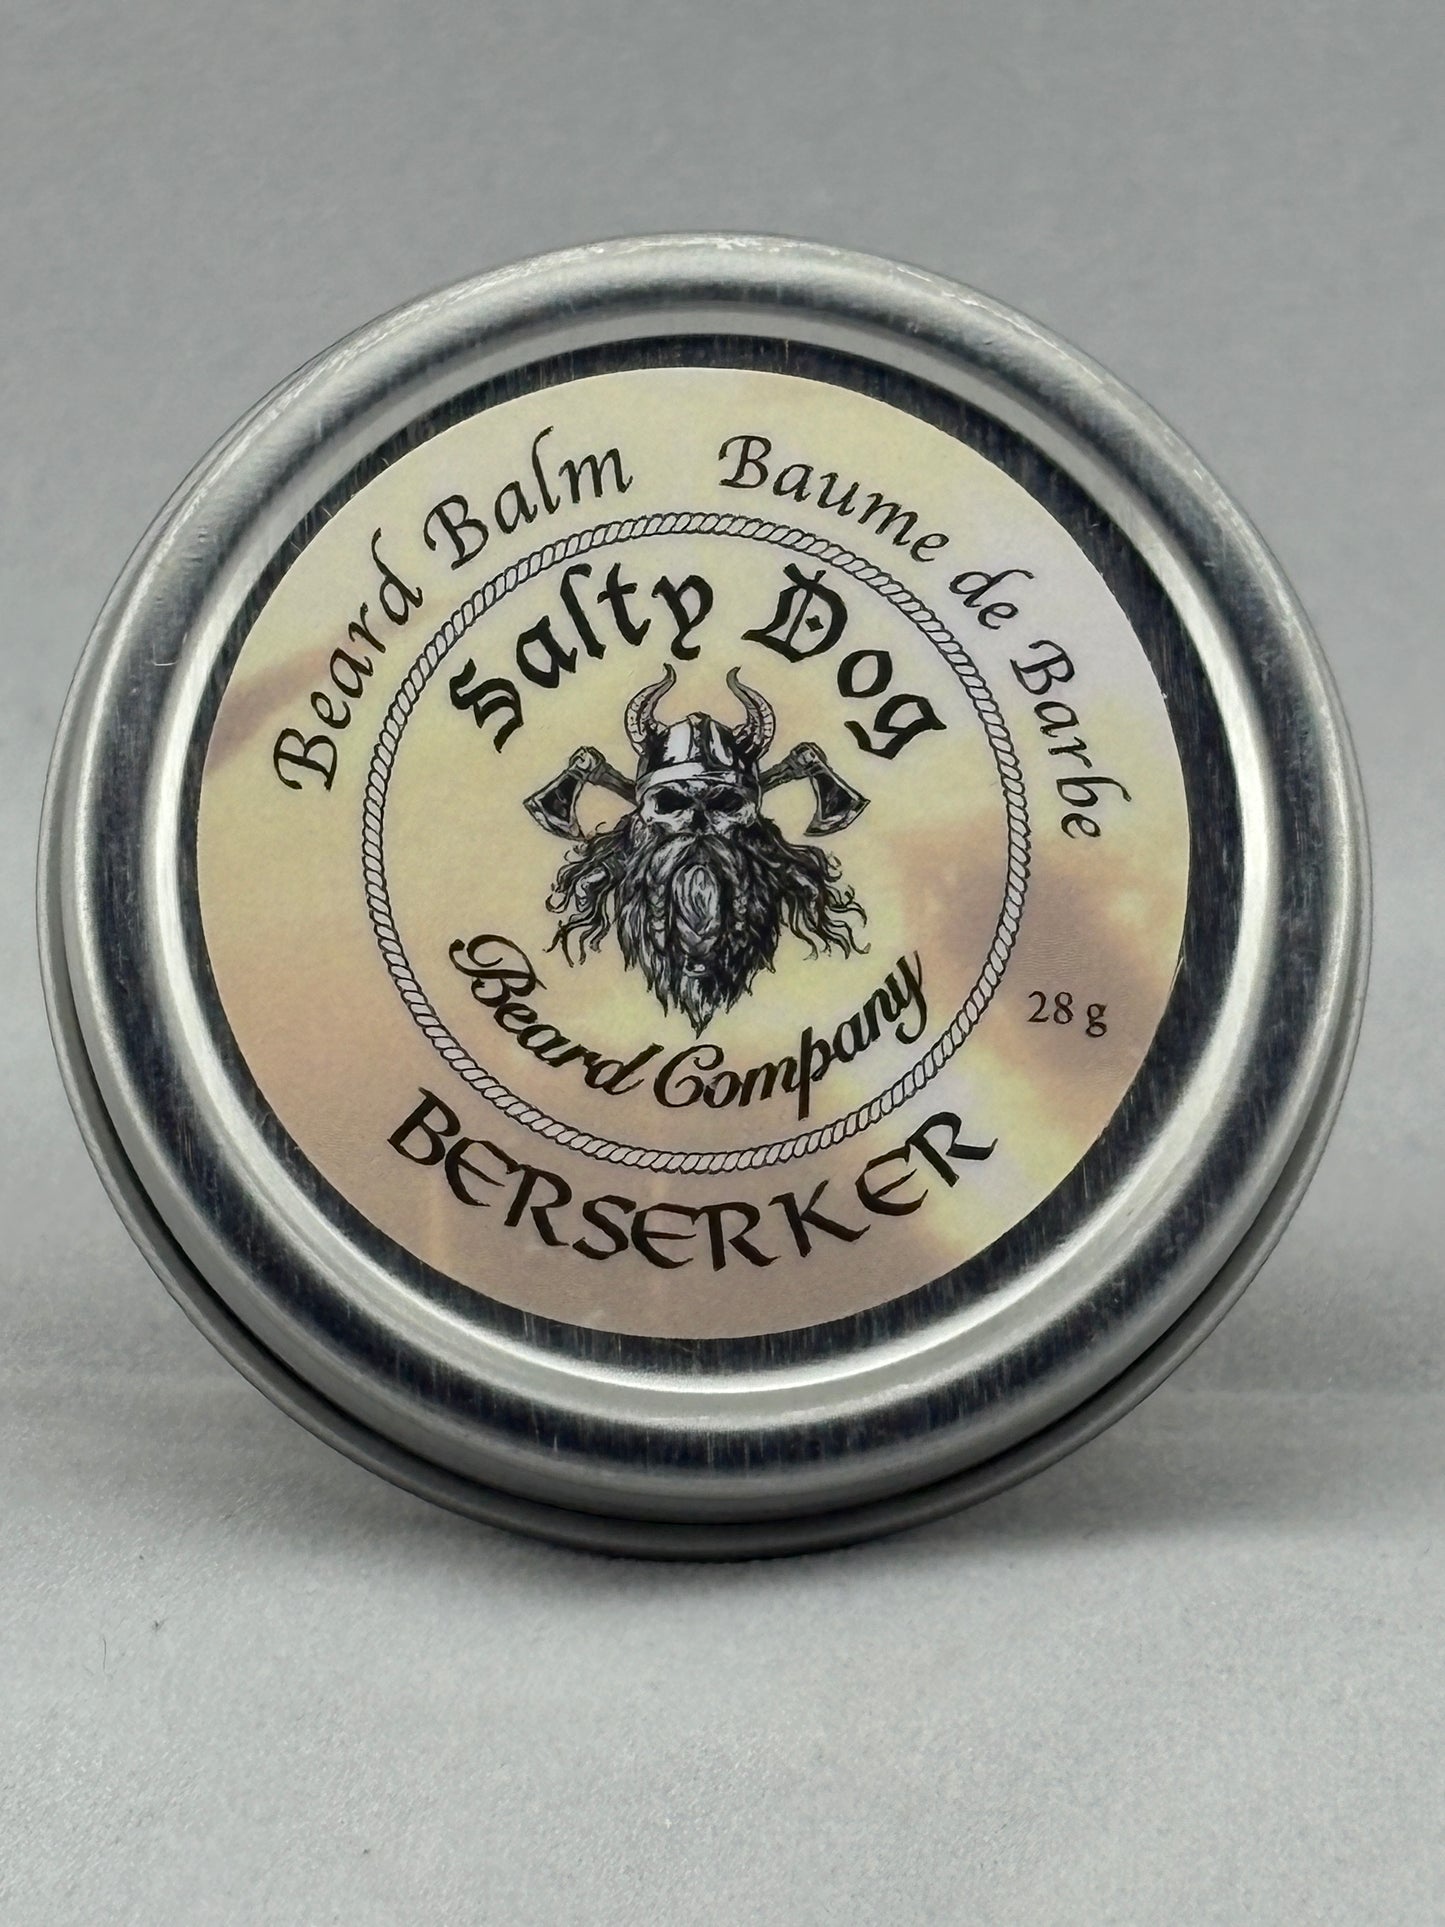 Beard Balm Baume de Barbe
Salty Dog
Beard Company
28 g
BERSERKER